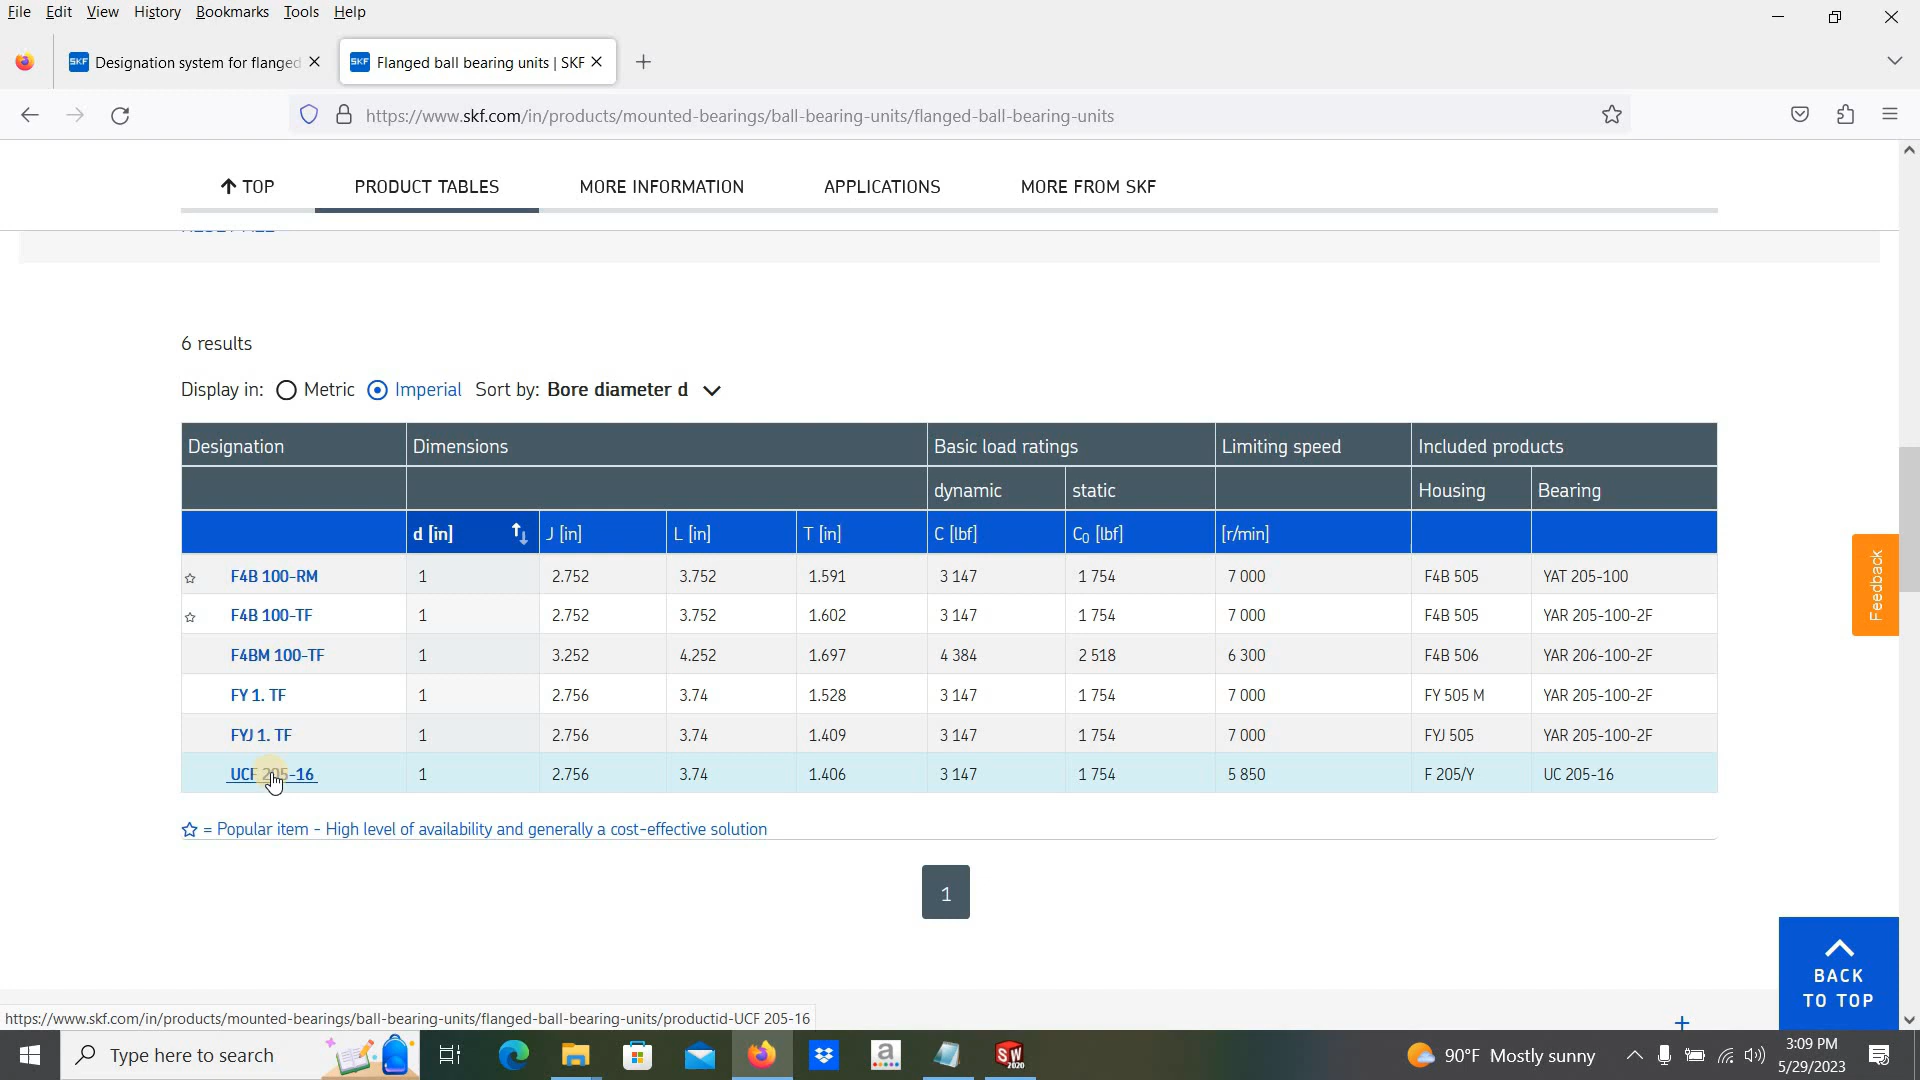 File Edit View History Bookmarks Tools Help
SKF Designation system for flanged
SKF Flanged ball bearing units | SKF
https://www.skf.com/in/products/mounted-bearings/ball-bearing-units/flanged-ball-bearing-units
TOP PRODUCT TABLES MORE INFORMATION APPLICATIONS MORE FROM SKF
6 results
Display in: Metric Imperial Sort by: Bore diameter d
Designation Dimensions Basic load ratings Limiting speed Included products
dynamic static Housing Bearing
d [in] J [in] L [in] T [in] C [lbf] C₀ [lbf] [r/min]
F4B 100-RM 1 2.752 3.752 1.591 3 147 1 754 7 000 F4B 505 YAT 205-100
F4B 100-TF 1 2.752 3.752 1.602 3 147 1 754 7 000 F4B 505 YAR 205-100-2F
F4BM 100-TF 1 3.252 4.252 1.697 4 384 2 518 6 300 F4B 506 YAR 206-100-2F
FY 1. TF 1 2.756 3.74 1.528 3 147 1 754 7 000 FY 505 M YAR 205-100-2F
FYJ 1. TF 1 2.756 3.74 1.409 3 147 1 754 7 000 FYJ 505 YAR 205-100-2F
UCF 205-16 1 2.756 3.74 1.406 3 147 1 754 5 850 F 205/Y UC 205-16
= Popular item - High level of availability and generally a cost-effective solution
1
Feedback
BACK
TO TOP
https://www.skf.com/in/products/mounted-bearings/ball-bearing-units/flanged-ball-bearing-units/productid-UCF 205-16
Type here to search
a
SW
2020
90°F Mostly sunny
3:09 PM
5/29/2023